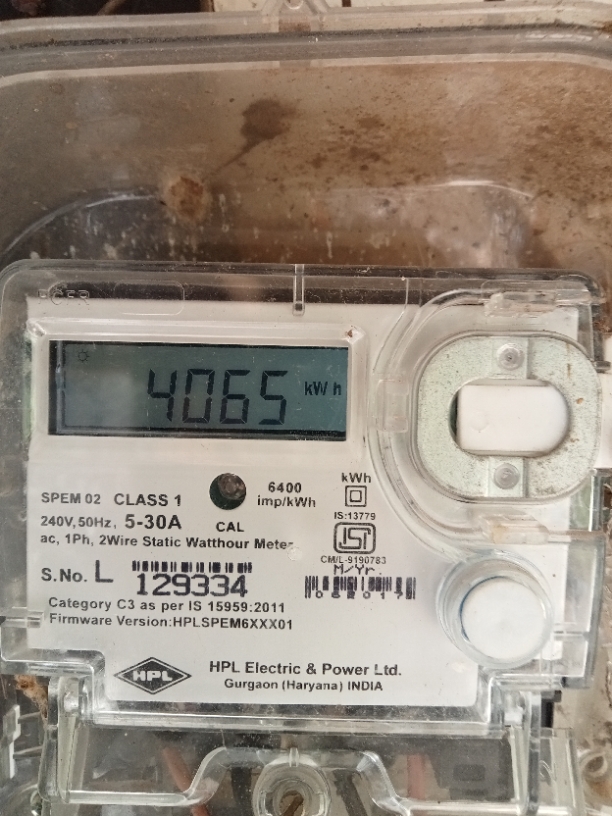 4065 kWh
SPEM 02 CLASS 1
6400
imp/kWh
kWh
240V,50Hz, 5-30A
CAL
IS:13779
ac, 1Ph, 2Wire Static Watthour Meter
ISI
CM/L-9190783
M/Yr.
S.No. L 129334
Category C3 as per IS 15959:2011
Firmware Version:HPLSPEM6XXX01
HPL
HPL Electric & Power Ltd.
Gurgaon (Haryana) INDIA